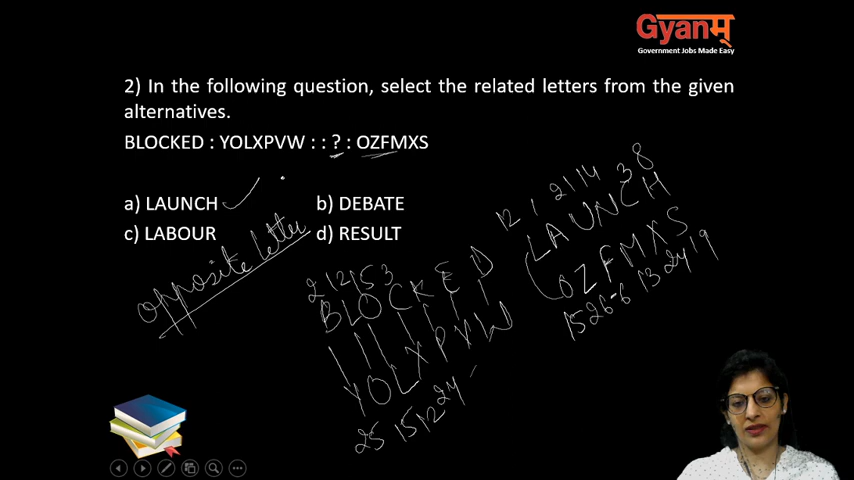 Gyanम्
Government Jobs Made Easy
2) In the following question, select the related letters from the given
alternatives.
BLOCKED : YOLXPVW : : ? : OZFMXS
a) LAUNCH
b) DEBATE
c) LABOUR
d) RESULT
opposite letter
2 12 15 3
BLOCKED
YOLXPVW
25 15 12 24
12 1 21 14 3 8
LAUNCH
OZFMXS
15 26 6 13 24 19